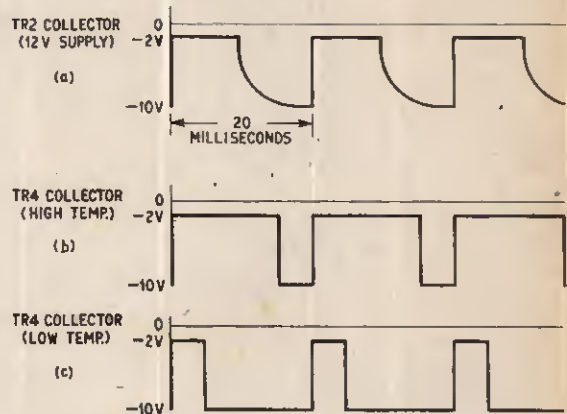 TR2 COLLECTOR
(12V SUPPLY)
(a)
0
-2V
-10V
20
MILLISECONDS
TR4 COLLECTOR
(HIGH TEMP.)
(b)
0
-2V
-10V
TR4 COLLECTOR
(LOW TEMP.)
(c)
0
-2V
-10V